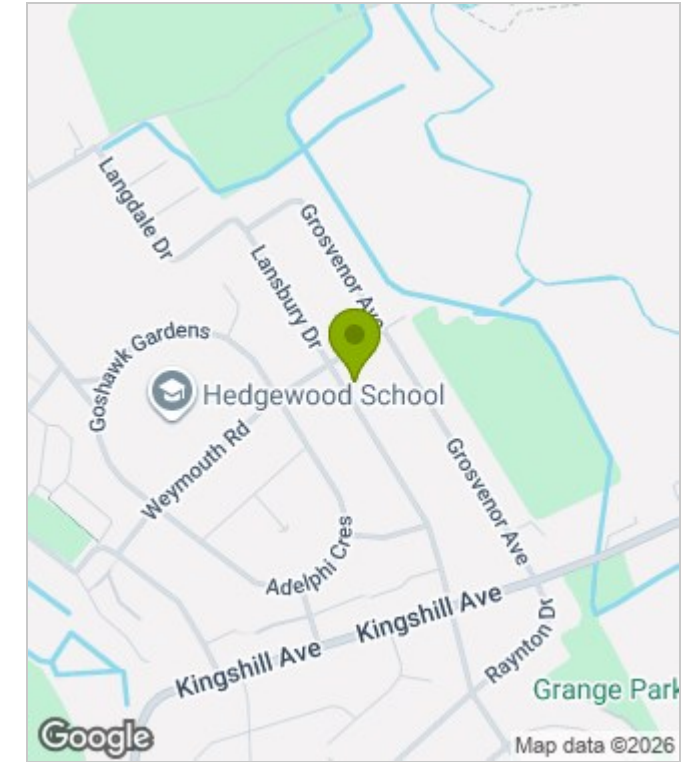 Langdale Dr
Grosvenor Ave
Lansbury Dr
Goshawk Gardens
Hedgewood School
Weymouth Rd
Grosvenor Ave
Adelphi Cres
Kingshill Ave
Kingshill Ave
Raynton Dr
Grange Park
Google
Map data ©2026